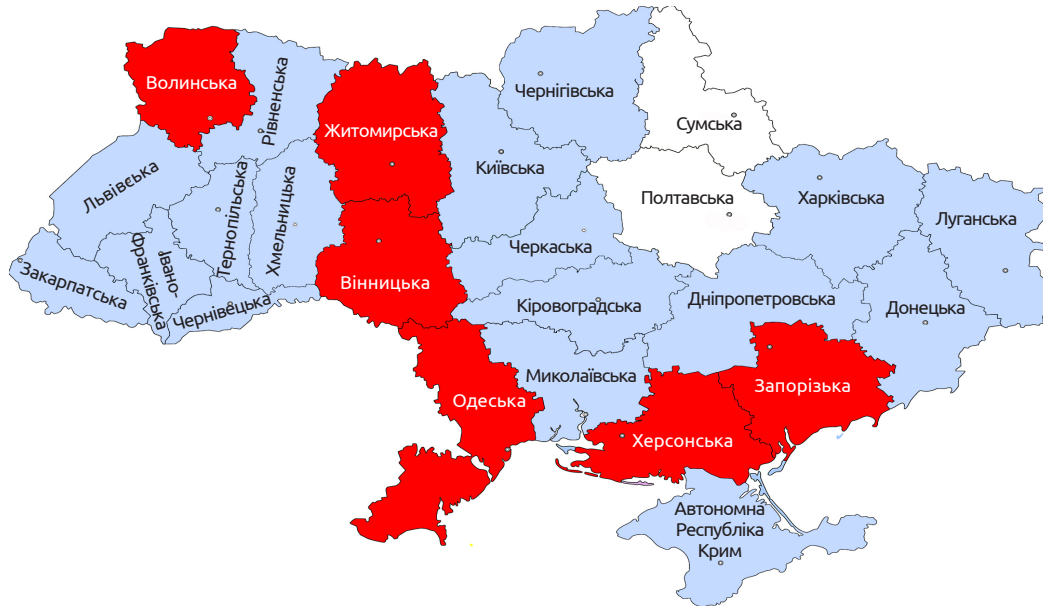 Волинська
Рівненська
Житомирська
Чернігівська
Сумська
Київська
Полтавська
Харківська
Луганська
Львівська
Тернопільська
Хмельницька
Івано-
Франківська
Закарпатська
Чернівецька
Вінницька
Черкаська
Кіровоградська
Дніпропетровська
Донецька
Одеська
Миколаївська
Запорізька
Херсонська
Автономна
Республіка
Крим